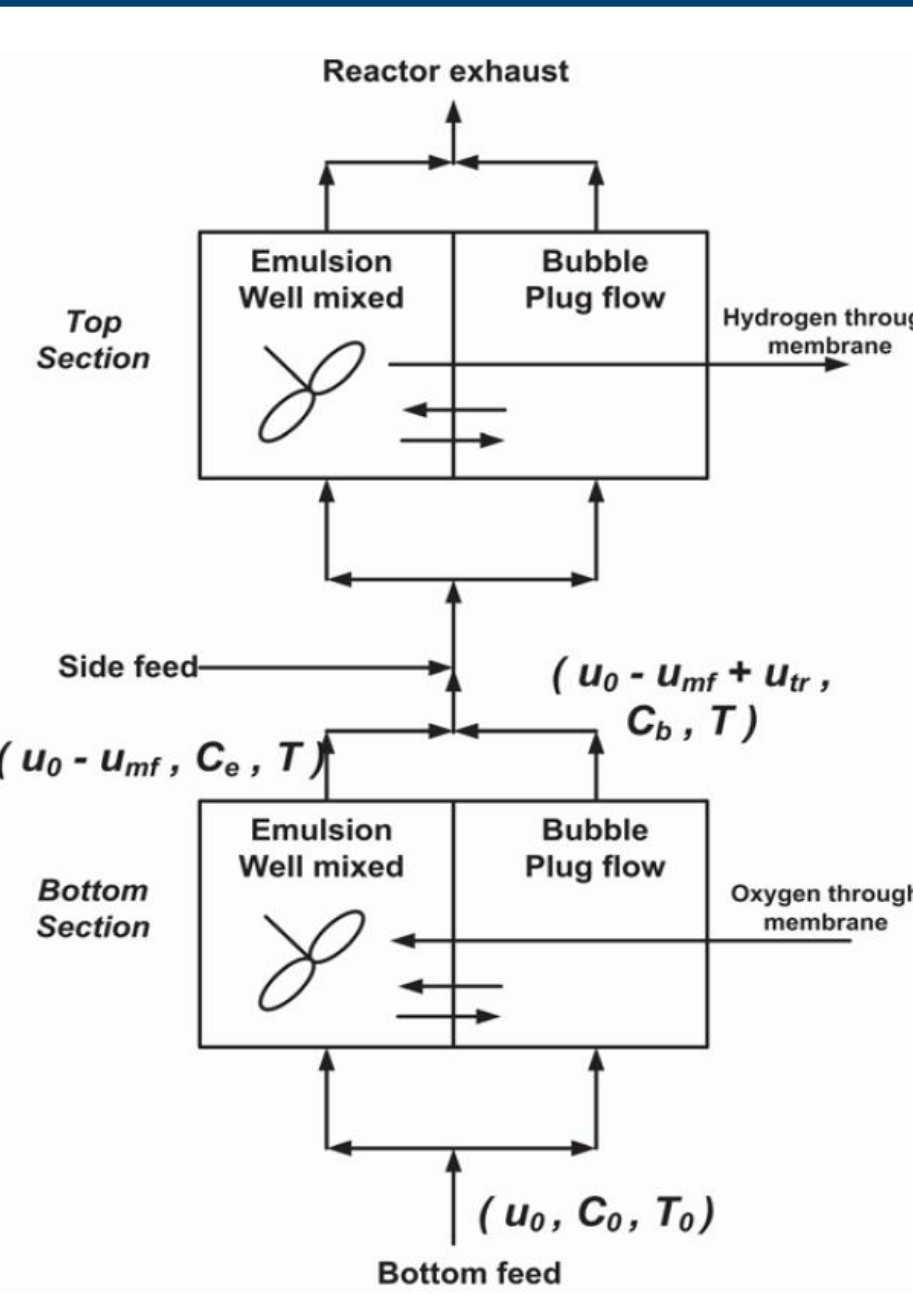 Reactor exhaust
Emulsion
Well mixed
Bubble
Plug flow
Top
Section
Hydrogen throug
membrane
Side feed
( u0 - umf + utr ,
Cb , T )
( u0 - umf , Ce , T )
Emulsion
Well mixed
Bubble
Plug flow
Bottom
Section
Oxygen through
membrane
( u0 , C0 , T0 )
Bottom feed